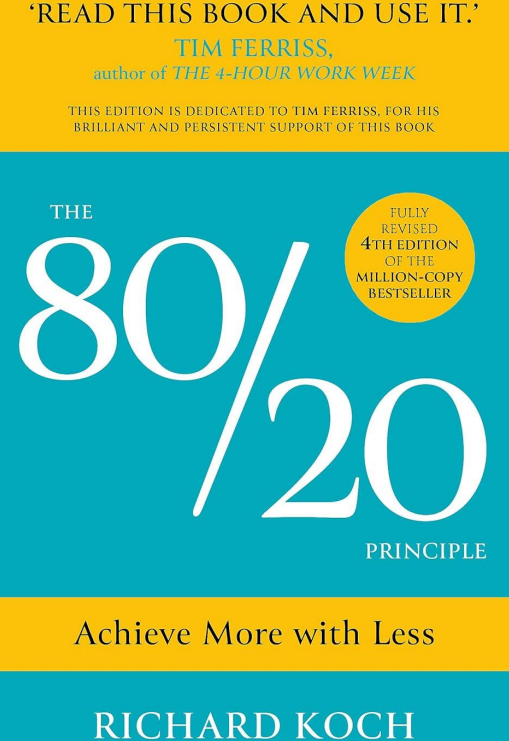 ‘READ THIS BOOK AND USE IT.’
TIM FERRISS,
author of THE 4-HOUR WORK WEEK
THIS EDITION IS DEDICATED TO TIM FERRISS, FOR HIS
BRILLIANT AND PERSISTENT SUPPORT OF THIS BOOK
THE
80/20
FULLY
REVISED
4TH EDITION
OF THE
MILLION-COPY
BESTSELLER
PRINCIPLE
Achieve More with Less
RICHARD KOCH